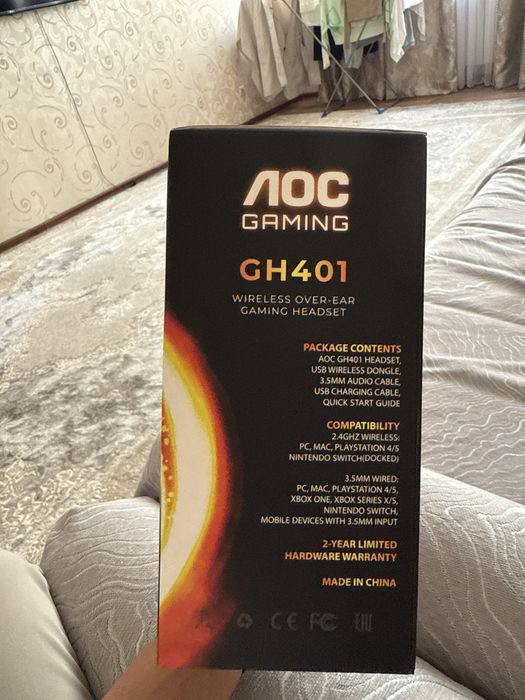 AOC
GAMING
GH401
WIRELESS OVER-EAR
GAMING HEADSET
PACKAGE CONTENTS
AOC GH401 HEADSET,
USB WIRELESS DONGLE,
3.5MM AUDIO CABLE,
USB CHARGING CABLE,
QUICK START GUIDE
COMPATIBILITY
2.4GHZ WIRELESS:
PC, MAC, PLAYSTATION 4/5
NINTENDO SWITCH(DOCKED)
3.5MM WIRED:
PC, MAC, PLAYSTATION 4/5,
XBOX ONE, XBOX SERIES X/S,
NINTENDO SWITCH,
MOBILE DEVICES WITH 3.5MM INPUT
2-YEAR LIMITED
HARDWARE WARRANTY
MADE IN CHINA
CE FC EAC